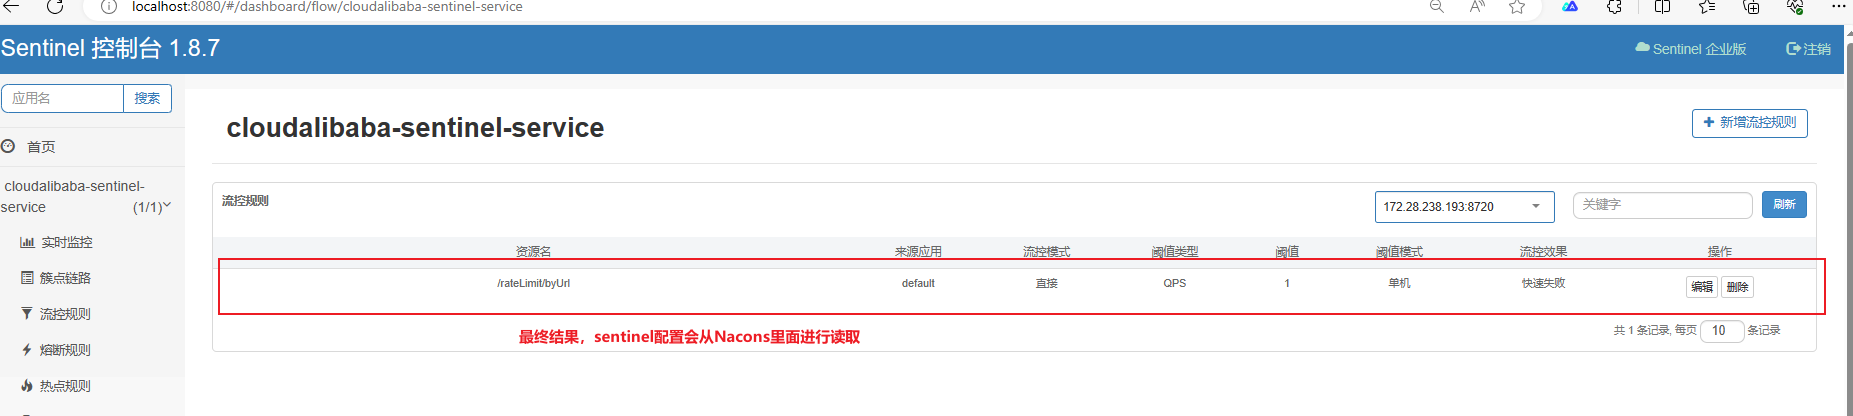 localhost:8080/#/dashboard/flow/cloudalibaba-sentinel-service
Sentinel 控制台 1.8.7
Sentinel 企业版
注销
应用名
搜索
首页
cloudalibaba-sentinel-
service
(1/1)
实时监控
簇点链路
流控规则
熔断规则
热点规则
cloudalibaba-sentinel-service
新增流控规则
流控规则
172.28.238.193:8720
关键字
刷新
资源名 来源应用 流控模式 阈值类型 阈值 阈值模式 流控效果 操作
/rateLimit/byUrl default 直接 QPS 1 单机 快速失败 编辑 删除
最终结果，sentinel配置会从Nacons里面进行读取
共 1 条记录, 每页 10 条记录